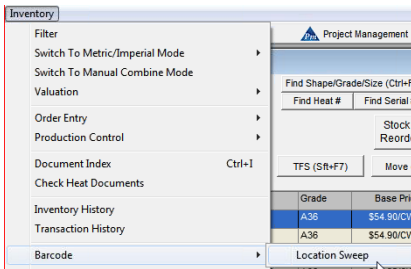 Inventory
Filter
Switch To Metric/Imperial Mode
Switch To Manual Combine Mode
Valuation
Order Entry
Production Control
Document Index Ctrl+I
Check Heat Documents
Inventory History
Transaction History
Barcode
Location Sweep
Project Management
Find Shape/Grade/Size (Ctrl+F
Find Heat # Find Serial
Stock
Reord
TFS (Sft+F7) Move
Grade Base Pri
A36 $54.90/CW
A36 $54.90/CW